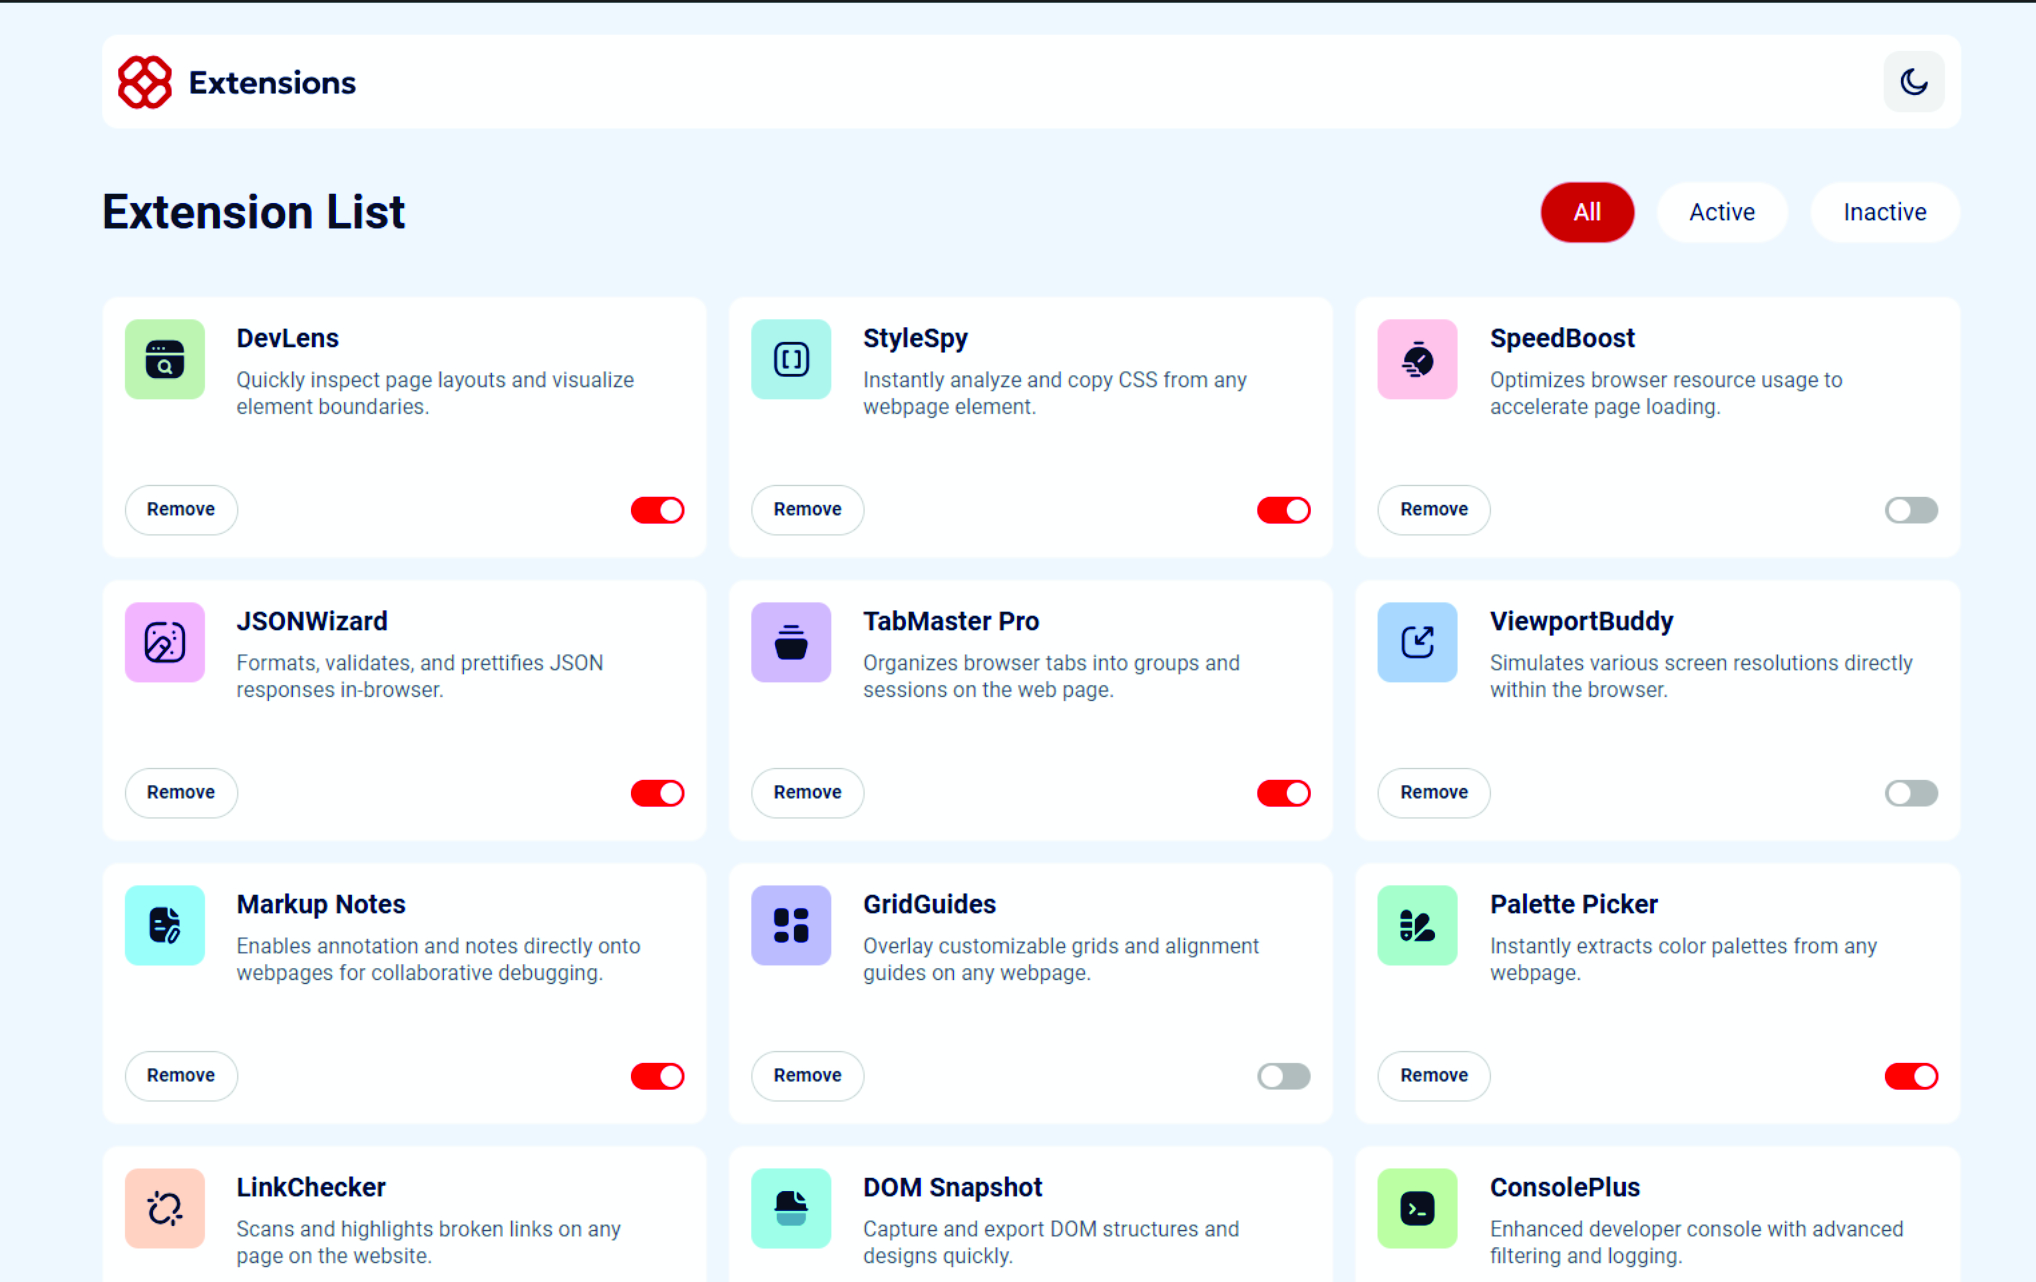 Extensions
Extension List
All
Active
Inactive
DevLens
Quickly inspect page layouts and visualize
element boundaries.
Remove
StyleSpy
Instantly analyze and copy CSS from any
webpage element.
Remove
SpeedBoost
Optimizes browser resource usage to
accelerate page loading.
Remove
JSONWizard
Formats, validates, and prettifies JSON
responses in-browser.
Remove
TabMaster Pro
Organizes browser tabs into groups and
sessions on the web page.
Remove
ViewportBuddy
Simulates various screen resolutions directly
within the browser.
Remove
Markup Notes
Enables annotation and notes directly onto
webpages for collaborative debugging.
Remove
GridGuides
Overlay customizable grids and alignment
guides on any webpage.
Remove
Palette Picker
Instantly extracts color palettes from any
webpage.
Remove
LinkChecker
Scans and highlights broken links on any
page on the website.
DOM Snapshot
Capture and export DOM structures and
designs quickly.
ConsolePlus
Enhanced developer console with advanced
filtering and logging.